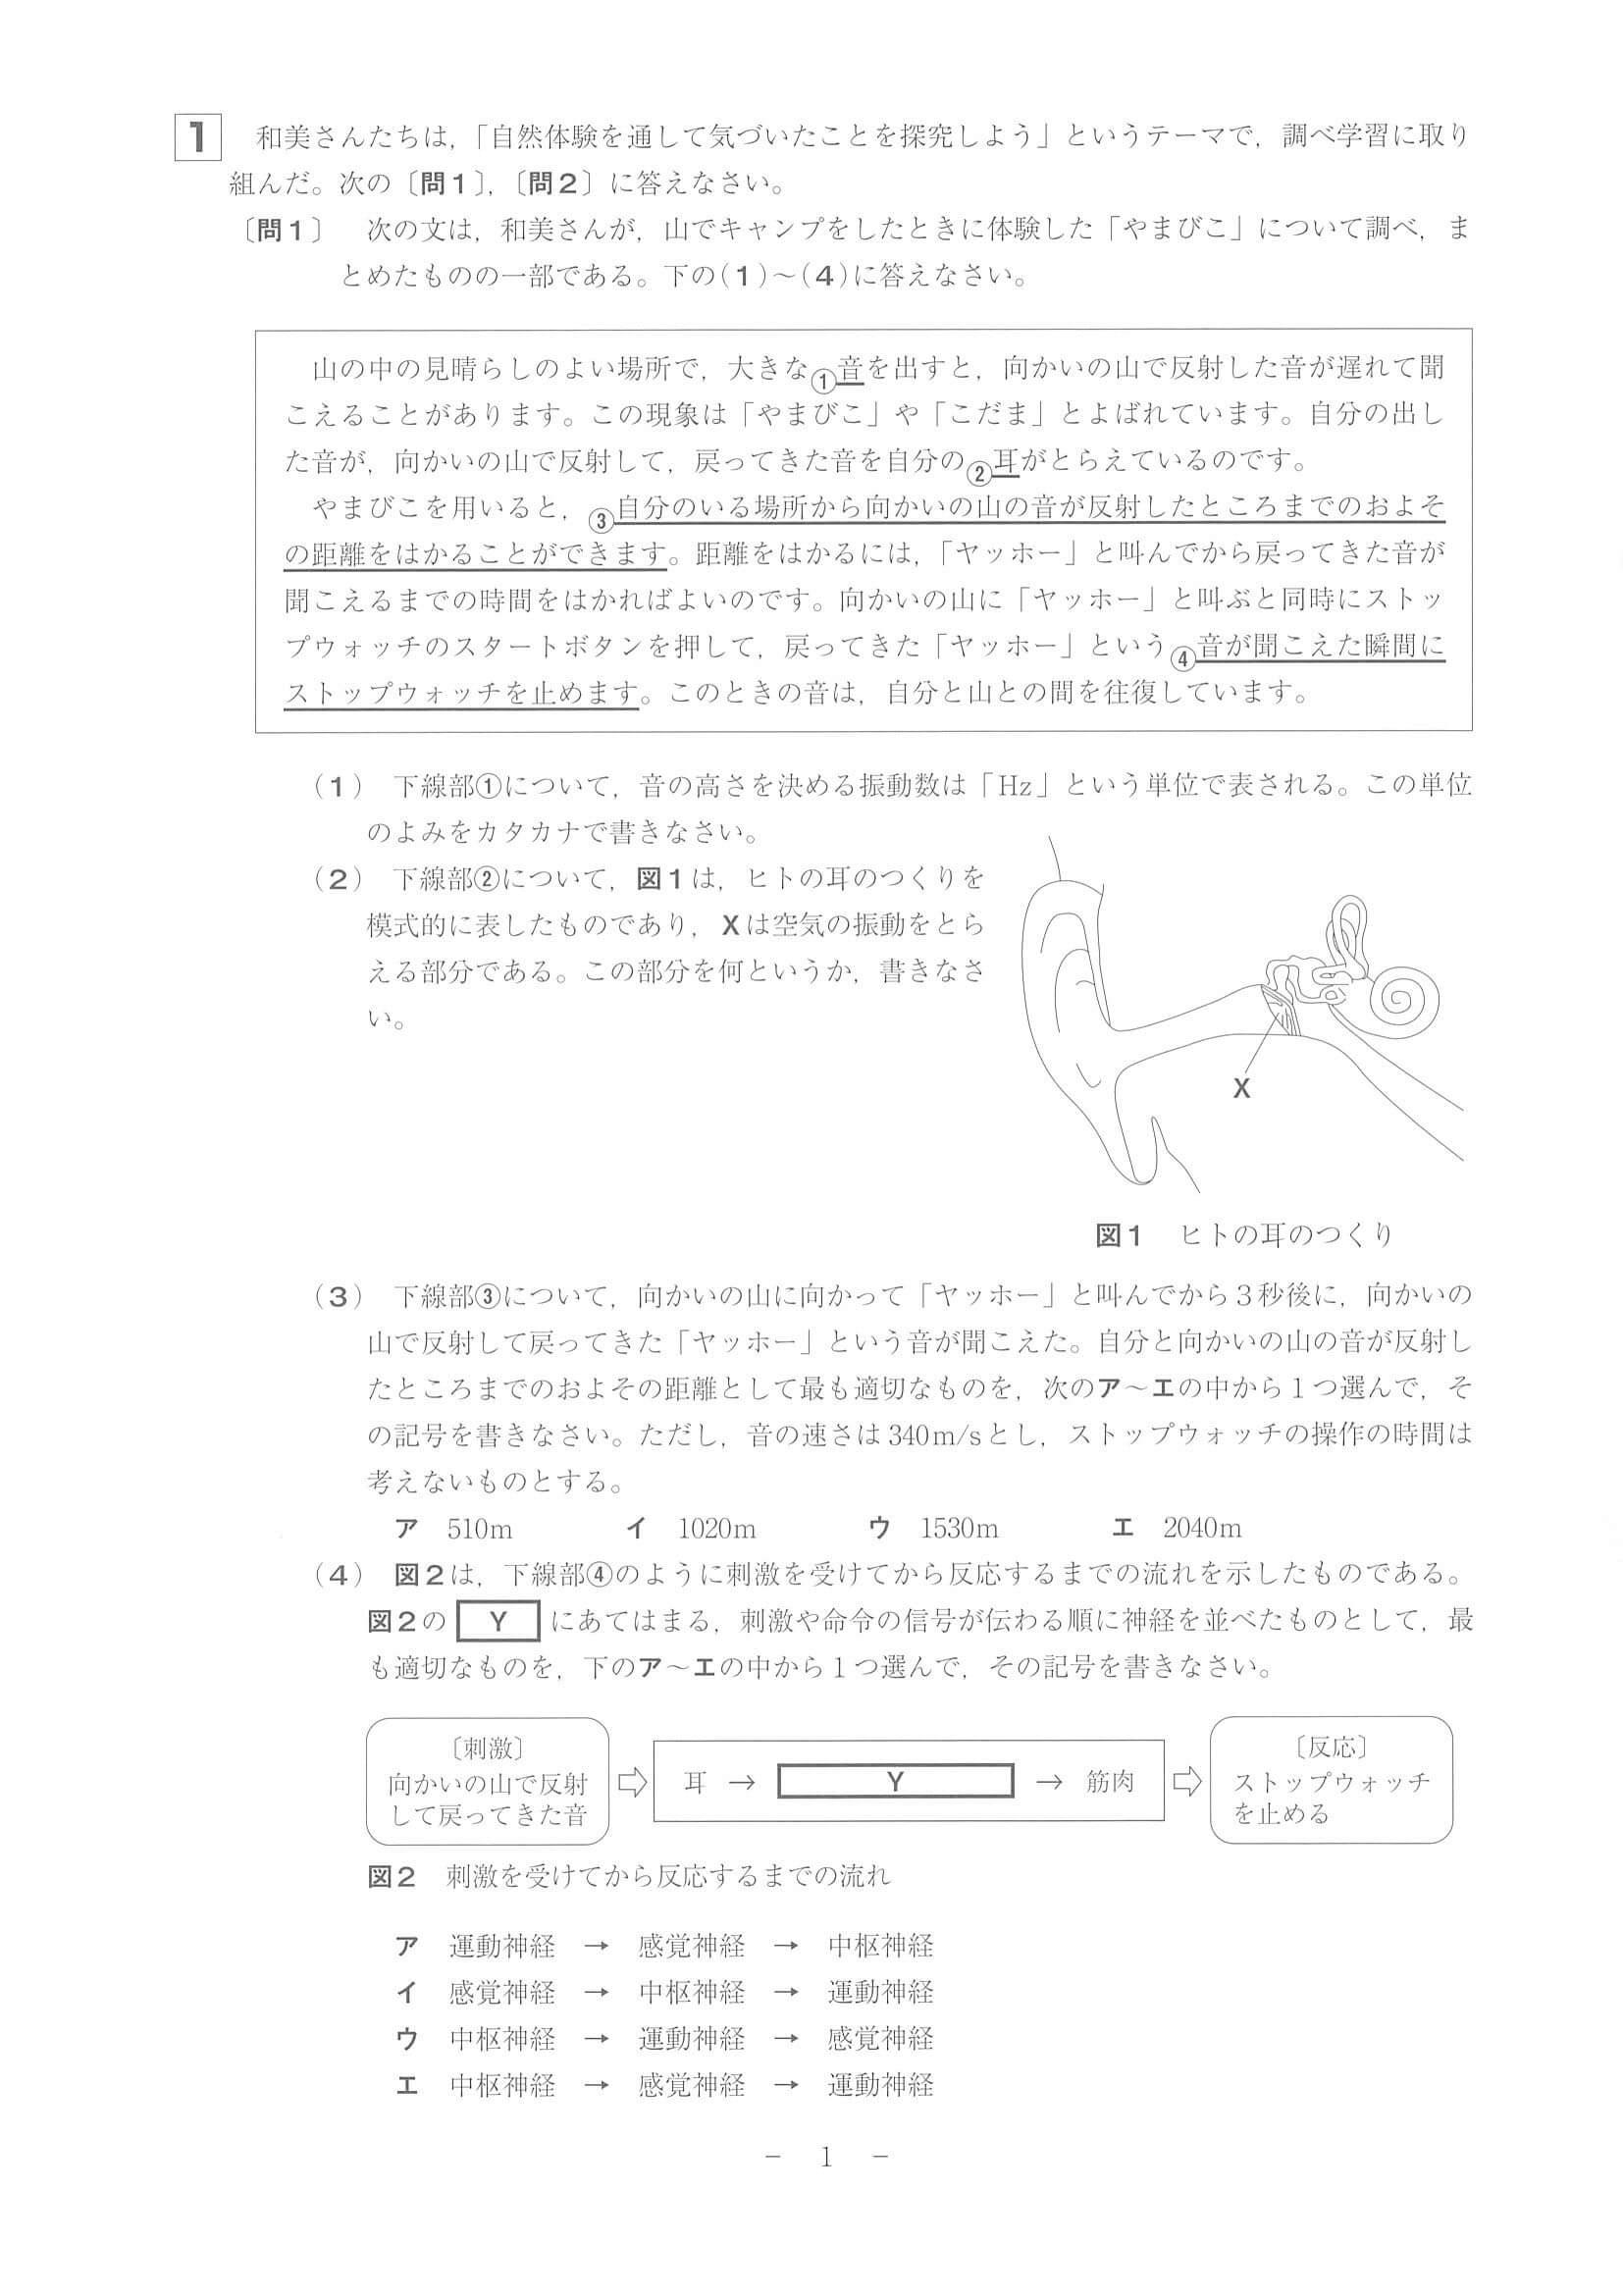 1 和美さんたちは，「自然体験を通して気づいたことを探究しよう」というテーマで，調べ学習に取り
組んだ。次の〔問1〕，〔問2〕に答えなさい。
〔問1〕 次の文は，和美さんが，山でキャンプをしたときに体験した「やまびこ」について調べ，ま
とめたものの一部である。下の(1)～(4)に答えなさい。
山の中の見晴らしのよい場所で，大きな①音を出すと，向かいの山で反射した音が遅れて聞
こえることがあります。この現象は「やまびこ」や「こだま」とよばれています。自分の出し
た音が，向かいの山で反射して，戻ってきた音を自分の②耳がとらえているのです。
やまびこを用いると，③自分のいる場所から向かいの山の音が反射したところまでのおよそ
の距離をはかることができます。距離をはかるには，「ヤッホー」と叫んでから戻ってきた音が
聞こえるまでの時間をはかればよいのです。向かいの山に「ヤッホー」と叫ぶと同時にストッ
プウォッチのスタートボタンを押して，戻ってきた「ヤッホー」という④音が聞こえた瞬間に
ストップウォッチを止めます。このときの音は，自分と山との間を往復しています。
(1) 下線部①について，音の高さを決める振動数は「Hz」という単位で表される。この単位
のよみをカタカナで書きなさい。
(2) 下線部②について，図1は，ヒトの耳のつくりを
模式的に表したものであり，Xは空気の振動をとら
える部分である。この部分を何というか，書きなさ
い。
X
図1 ヒトの耳のつくり
(3) 下線部③について，向かいの山に向かって「ヤッホー」と叫んでから3秒後に，向かいの
山で反射して戻ってきた「ヤッホー」という音が聞こえた。自分と向かいの山の音が反射し
たところまでのおよその距離として最も適切なものを，次のア～エの中から1つ選んで，そ
の記号を書きなさい。ただし，音の速さは340m/sとし，ストップウォッチの操作の時間は
考えないものとする。
ア 510m イ 1020m ウ 1530m エ 2040m
(4) 図2は，下線部④のように刺激を受けてから反応するまでの流れを示したものである。
図2の Y にあてはまる，刺激や命令の信号が伝わる順に神経を並べたものとして，最
も適切なものを，下のア～エの中から1つ選んで，その記号を書きなさい。
〔刺激〕
向かいの山で反射
して戻ってきた音
⇨ 耳 → Y → 筋肉 ⇨
〔反応〕
ストップウォッチ
を止める
図2 刺激を受けてから反応するまでの流れ
ア 運動神経 → 感覚神経 → 中枢神経
イ 感覚神経 → 中枢神経 → 運動神経
ウ 中枢神経 → 運動神経 → 感覚神経
エ 中枢神経 → 感覚神経 → 運動神経
－ 1 －